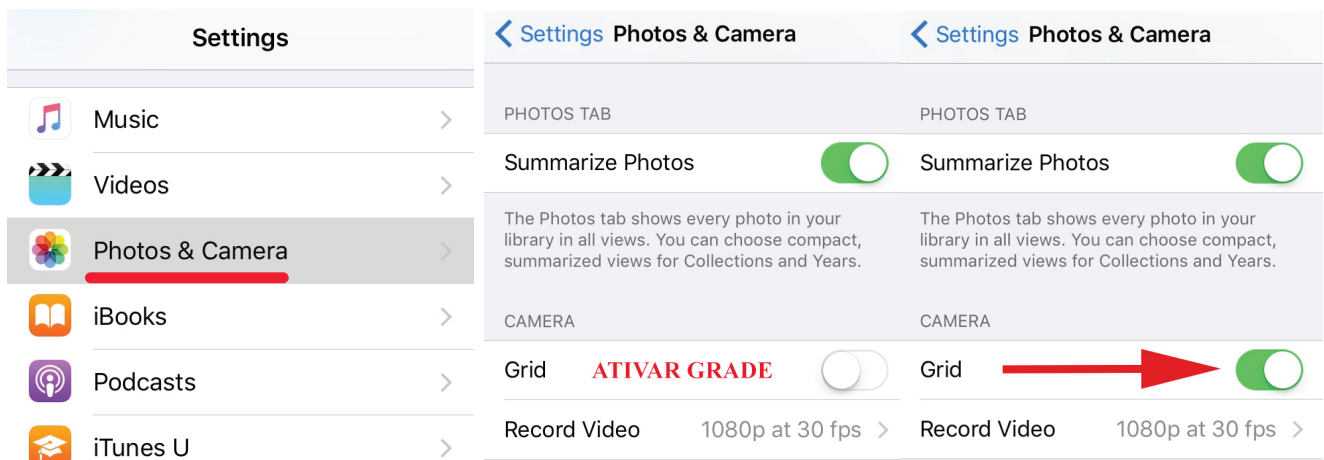 Settings
Music
Videos
Photos & Camera
iBooks
Podcasts
iTunes U
Settings Photos & Camera
PHOTOS TAB
Summarize Photos
The Photos tab shows every photo in your
library in all views. You can choose compact,
summarized views for Collections and Years.
CAMERA
Grid ATIVAR GRADE
Record Video 1080p at 30 fps
Settings Photos & Camera
PHOTOS TAB
Summarize Photos
The Photos tab shows every photo in your
library in all views. You can choose compact,
summarized views for Collections and Years.
CAMERA
Grid
Record Video 1080p at 30 fps